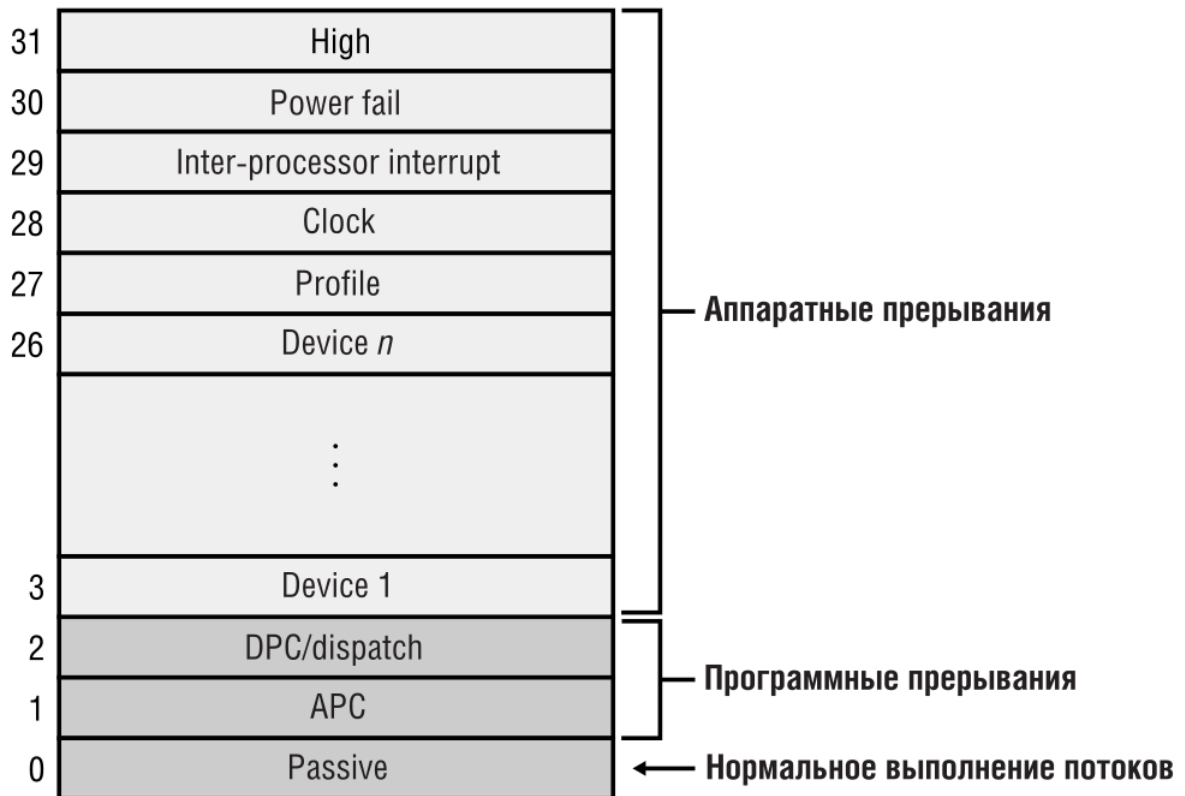 31 High
30 Power fail
29 Inter-processor interrupt
28 Clock
27 Profile
Аппаратные прерывания
26 Device n
⋮
3 Device 1
2 DPC/dispatch
Программные прерывания
1 APC
0 Passive
Нормальное выполнение потоков